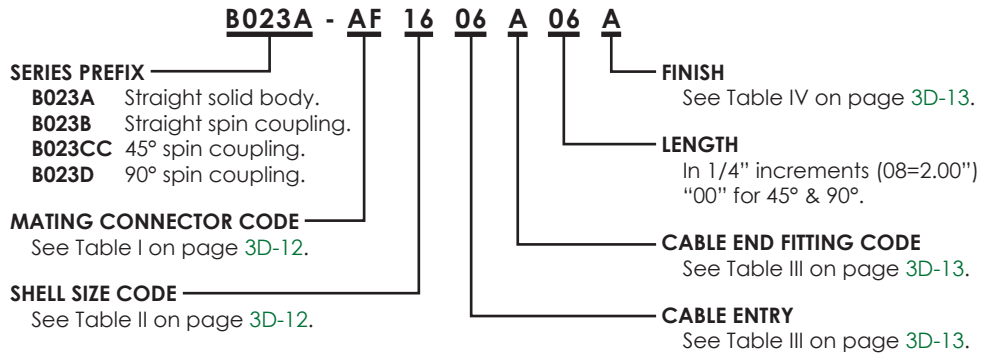 B023A - AF 16 06 A 06 A
SERIES PREFIX
B023A Straight solid body.
B023B Straight spin coupling.
B023CC 45° spin coupling.
B023D 90° spin coupling.
MATING CONNECTOR CODE
See Table I on page 3D-12.
SHELL SIZE CODE
See Table II on page 3D-12.
FINISH
See Table IV on page 3D-13.
LENGTH
In 1/4” increments (08=2.00”)
“00” for 45° & 90°.
CABLE END FITTING CODE
See Table III on page 3D-13.
CABLE ENTRY
See Table III on page 3D-13.